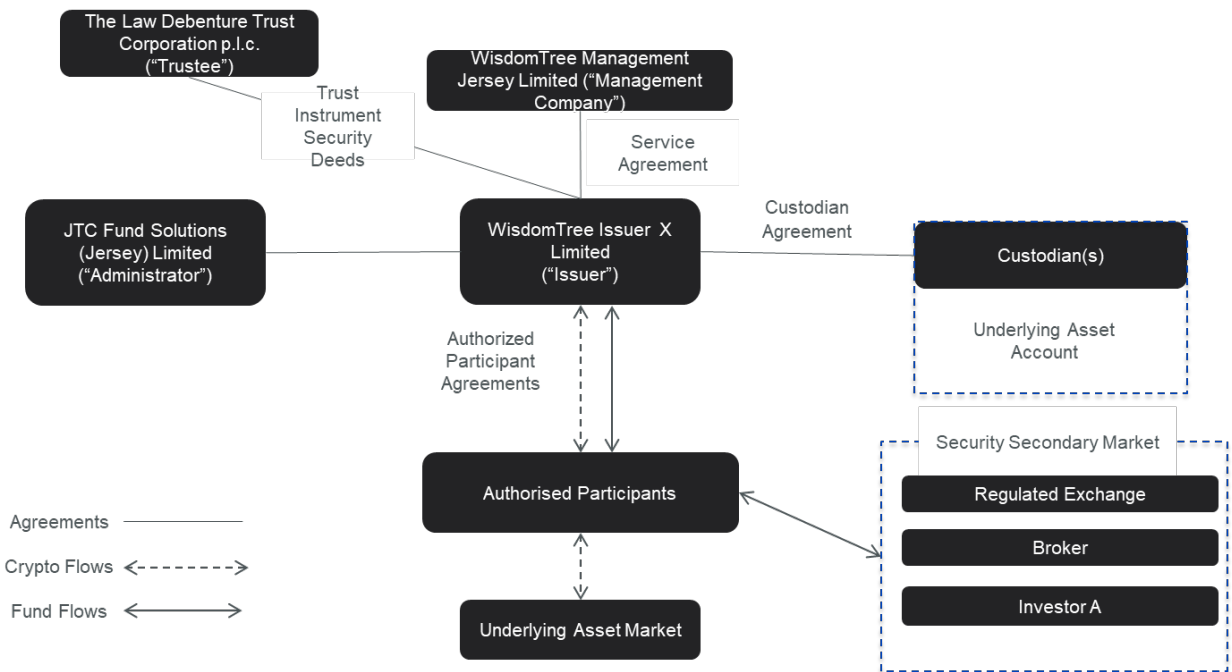 The Law Debenture Trust
Corporation p.l.c.
(“Trustee”)
WisdomTree Management
Jersey Limited (“Management
Company”)
Trust
Instrument
Security
Deeds
Service
Agreement
JTC Fund Solutions
(Jersey) Limited
(“Administrator”)
WisdomTree Issuer X
Limited
(“Issuer”)
Custodian
Agreement
Custodian(s)
Underlying Asset
Account
Authorized
Participant
Agreements
Security Secondary Market
Authorised Participants
Regulated Exchange
Broker
Investor A
Agreements
Crypto Flows
Fund Flows
Underlying Asset Market